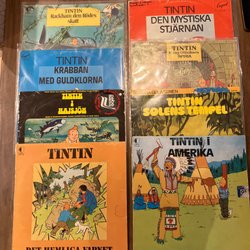 TINTIN
Rackham den Rödes
skatt
TINTIN
KRABBAN
MED GULDKLORNA
TINTIN
HAJSJÖN
TINTIN
DET HEMLIGA VAPNET
TINTIN
DEN MYSTISKA
STJÄRNAN
TINTIN
TINTIN
SOLENS TEMPEL
TINTIN I
AMERIKA